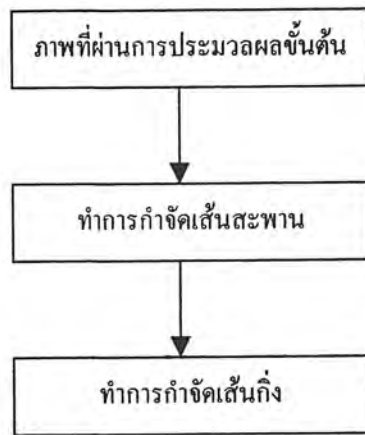 ภาพที่ผ่านการประมวลผลขั้นต้น
ทำการกำจัดเส้นสะพาน
ทำการกำจัดเส้นกิ่ง